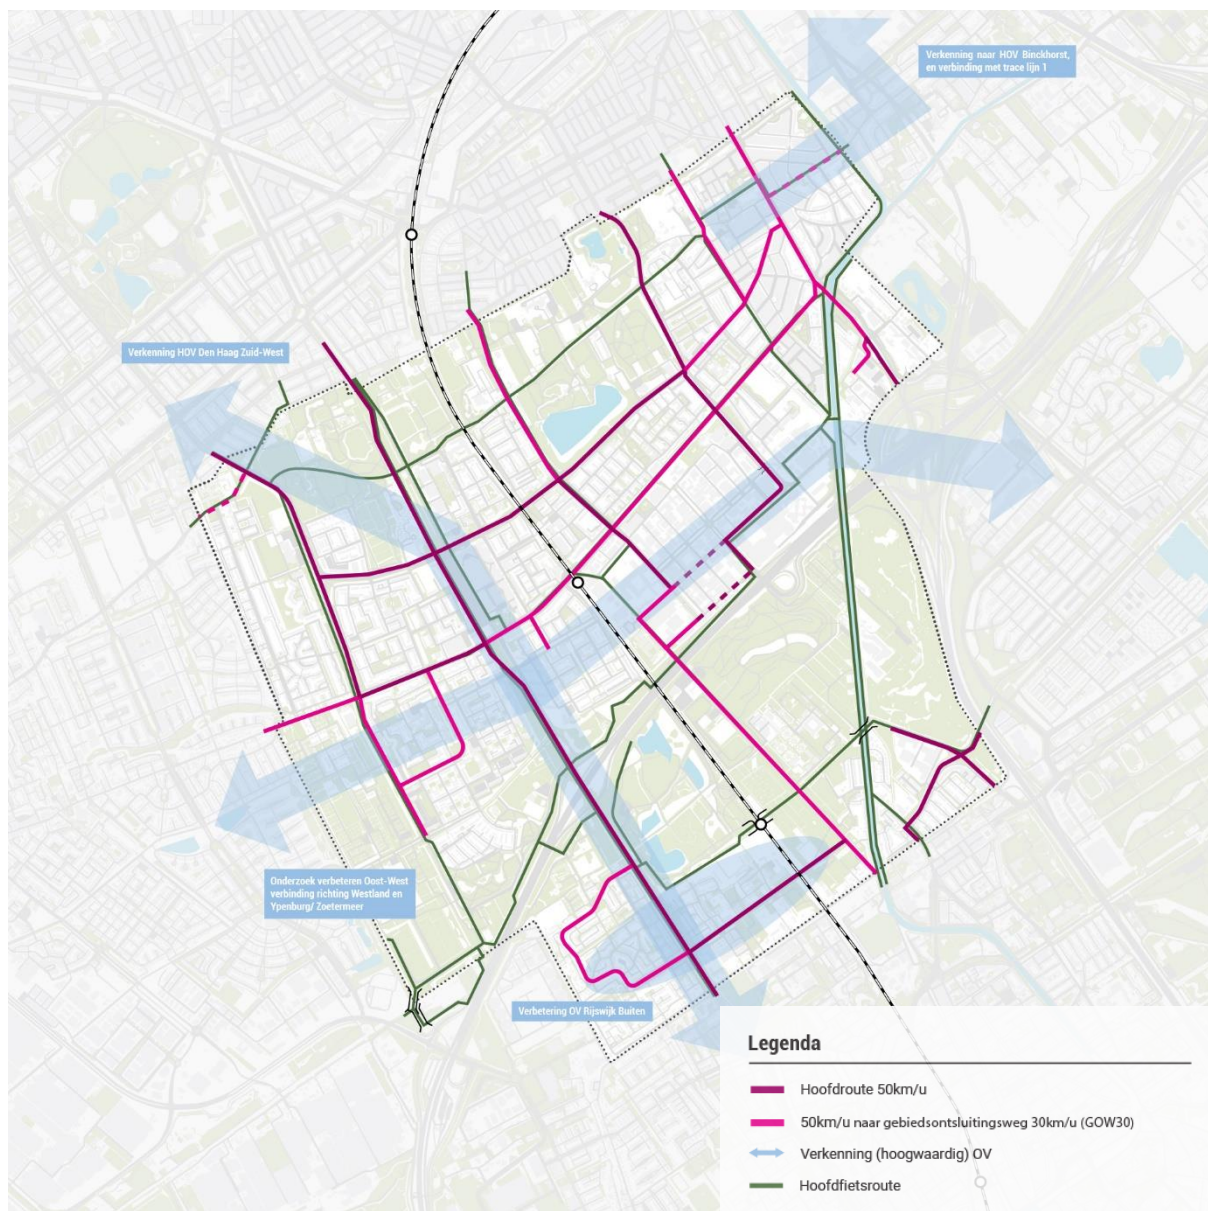 Verkenning naar HOV Binckhorst,
en verbinding met trace lijn 1
Verkenning HOV Den Haag Zuid-West
Onderzoek verbeteren Oost-West
verbinding richting Westland en
Ypenburg/ Zoetermeer
Verbetering OV Rijswijk Buiten
Legenda
Hoofdroute 50km/u
50km/u naar gebiedsontsluitingsweg 30km/u (GOW30)
Verkenning (hoogwaardig) OV
Hoofdfietsroute